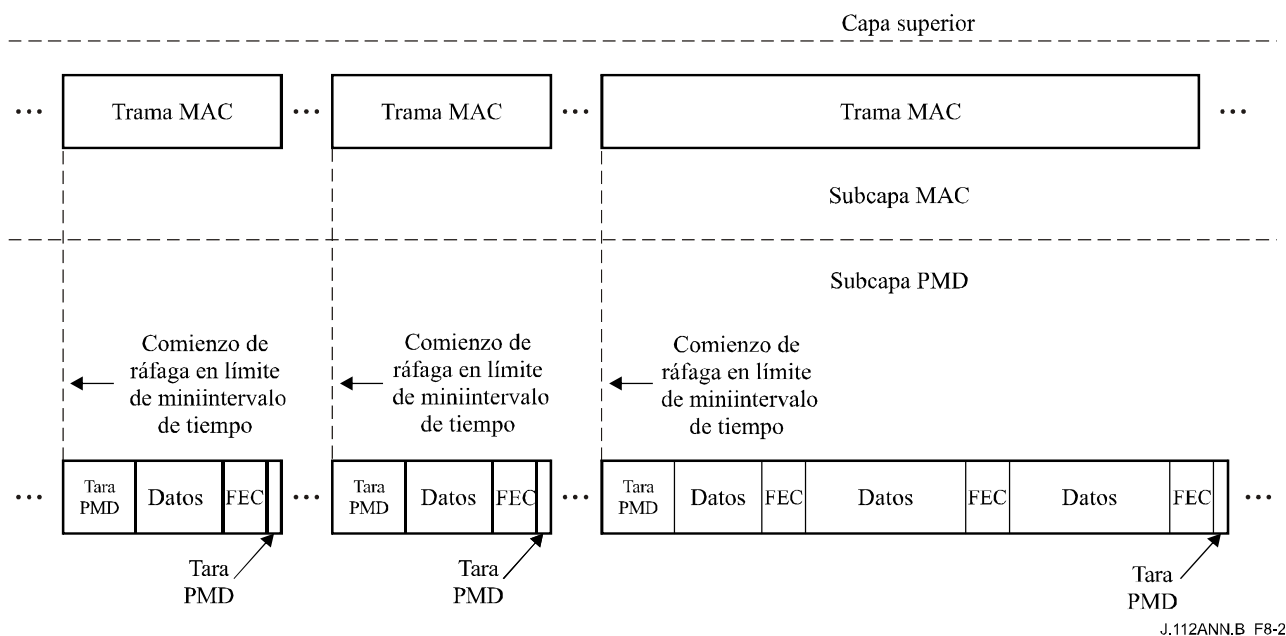 Capa superior
... Trama MAC ... Trama MAC ... Trama MAC ...
Subcapa MAC
Subcapa PMD
Comienzo de
ráfaga en límite
de miniintervalo
de tiempo
Comienzo de
ráfaga en límite
de miniintervalo
de tiempo
Comienzo de
ráfaga en límite
de miniintervalo
de tiempo
... Tara PMD Datos FEC ... Tara PMD Datos FEC ... Tara PMD Datos FEC Datos FEC Datos FEC ...
Tara
PMD
Tara
PMD
Tara
PMD
J.112ANN.B_F8-2